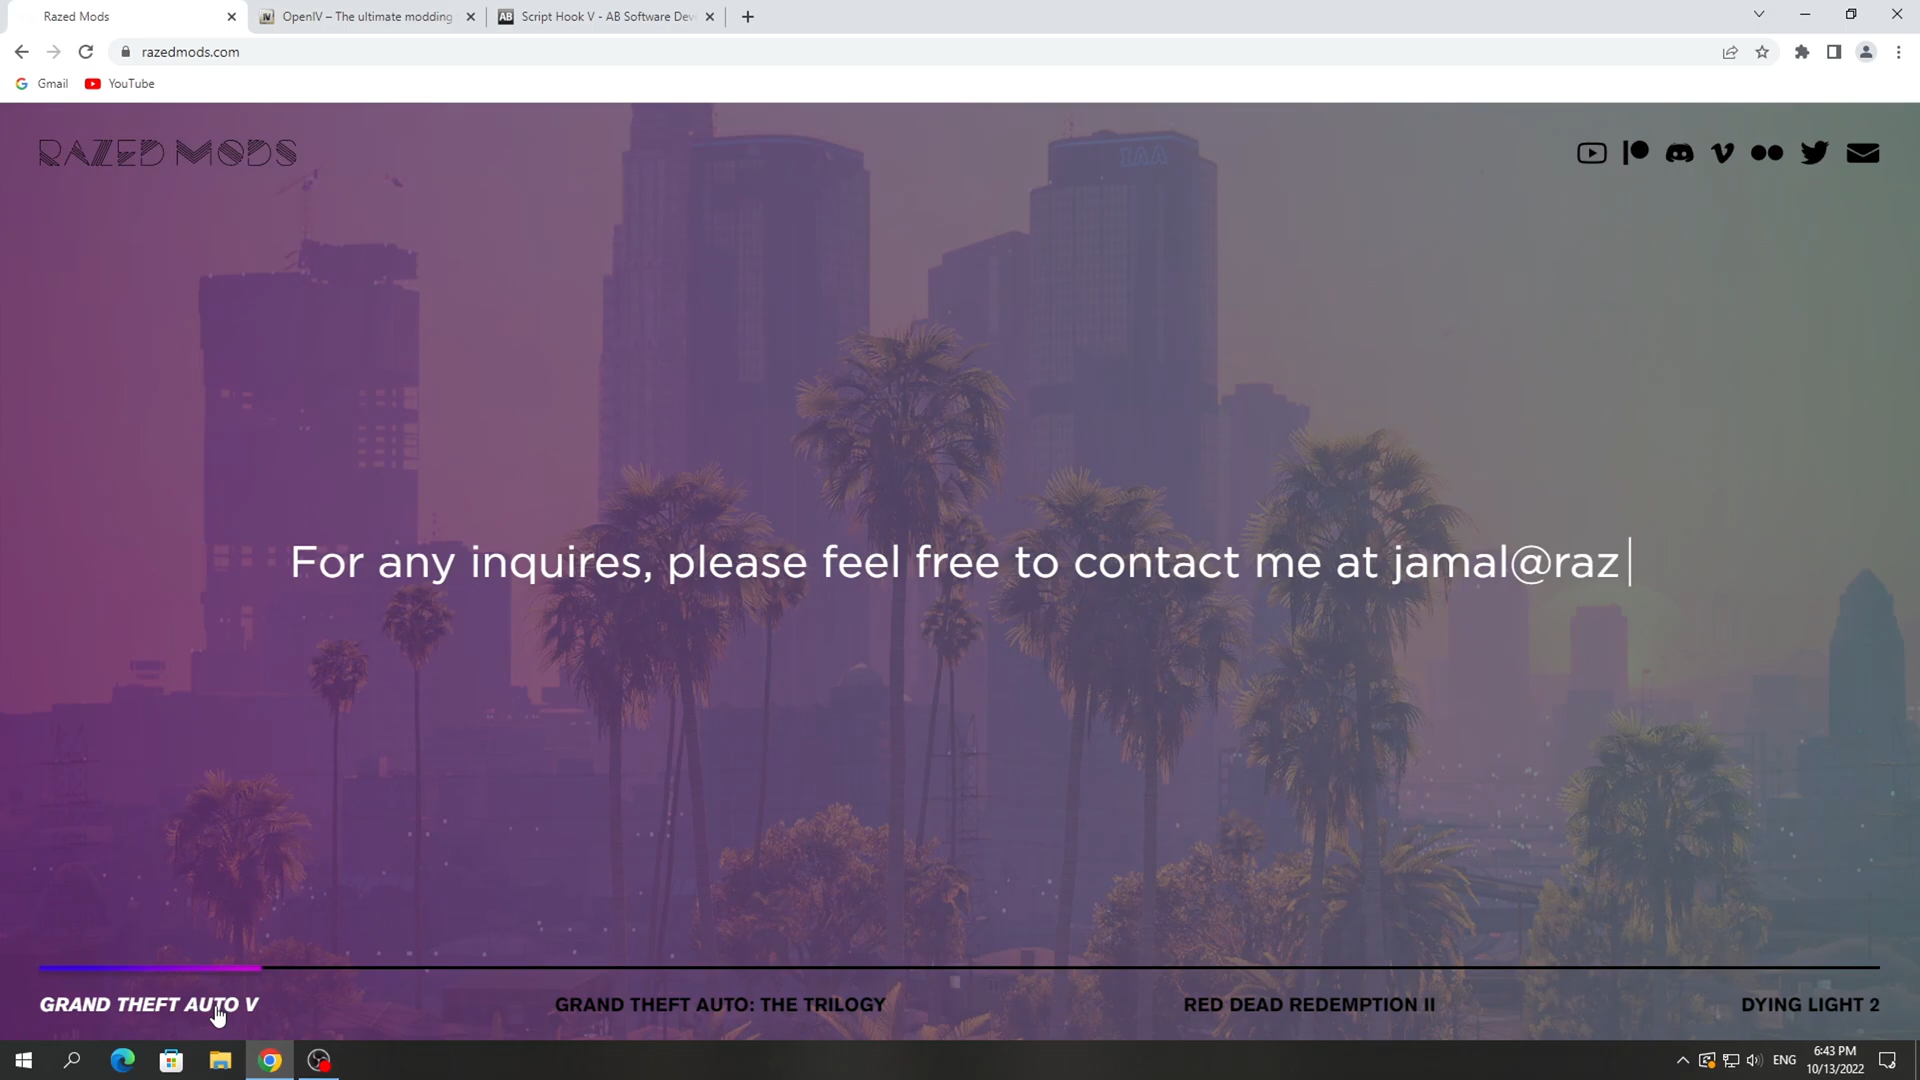 Razed Mods
OpenIV – The ultimate modding
AB Script Hook V - AB Software Dev
razedmods.com
Gmail YouTube
RAZED MODS
IAA
For any inquires, please feel free to contact me at jamal@raz
GRAND THEFT AUTO V GRAND THEFT AUTO: THE TRILOGY RED DEAD REDEMPTION II DYING LIGHT 2
ENG
6:43 PM
10/13/2022